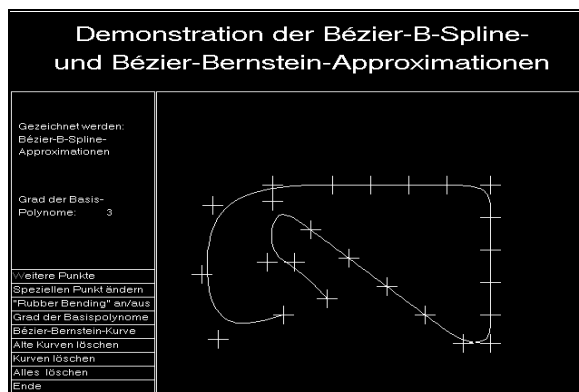 Demonstration der Bézier-B-Spline-
und Bézier-Bernstein-Approximationen
Gezeichnet werden:
Bézier-B-Spline-
Approximationen
Grad der Basis-
Polynome: 3
Weitere Punkte
Speziellen Punkt ändern
"Rubber Bending" an/aus
Grad der Basispolynome
Bézier-Bernstein-Kurve
Alte Kurven löschen
Kurven löschen
Alles löschen
Ende